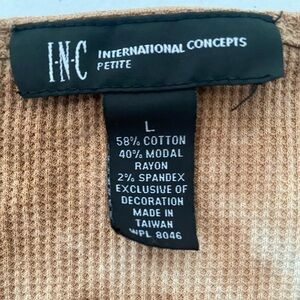 I·N·C INTERNATIONAL CONCEPTS
PETITE
L
58% COTTON
40% MODAL
RAYON
2% SPANDEX
EXCLUSIVE OF
DECORATION
MADE IN
TAIWAN
WPL 8046